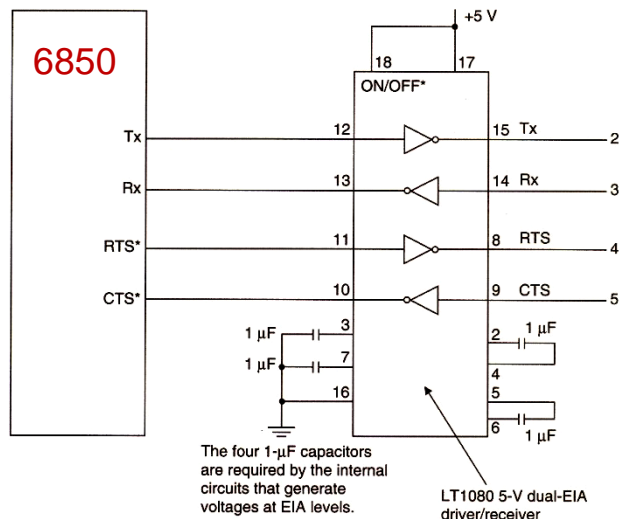 +5 V
6850
18
17
ON/OFF*
Tx
12
15
Tx
2
Rx
13
14
Rx
3
RTS*
11
8
RTS
4
CTS*
10
9
CTS
5
1 µF
3
2
1 µF
1 µF
7
4
16
5
6
1 µF
The four 1-µF capacitors
are required by the internal
circuits that generate
voltages at EIA levels.
LT1080 5-V dual-EIA
driver/receiver